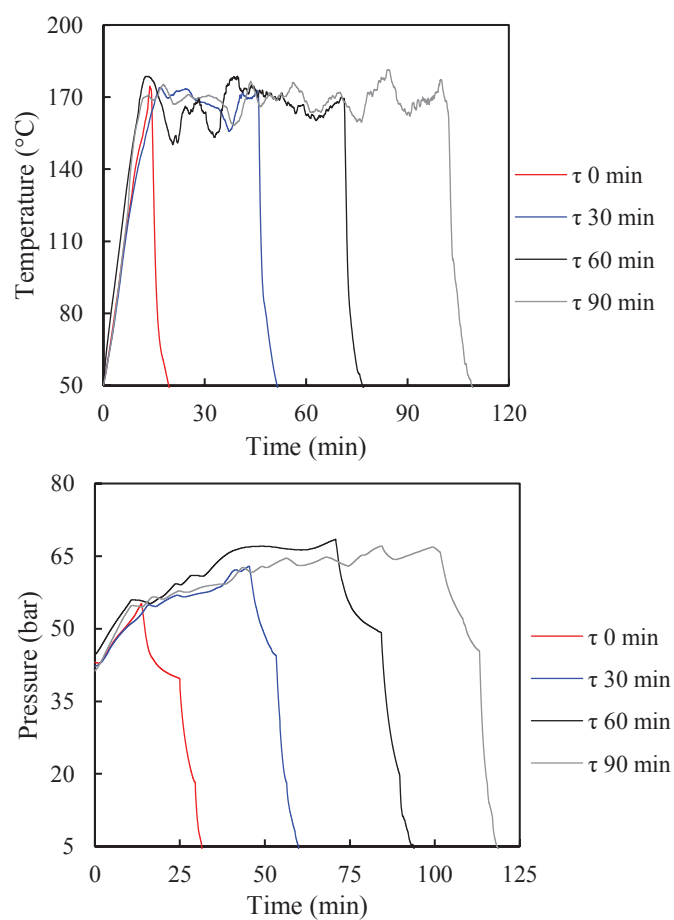 200
170
140
110
80
50
Temperature (°C)
0 30 60 90 120
Time (min)
τ 0 min
τ 30 min
τ 60 min
τ 90 min
80
65
50
35
20
5
Pressure (bar)
0 25 50 75 100 125
Time (min)
τ 0 min
τ 30 min
τ 60 min
τ 90 min